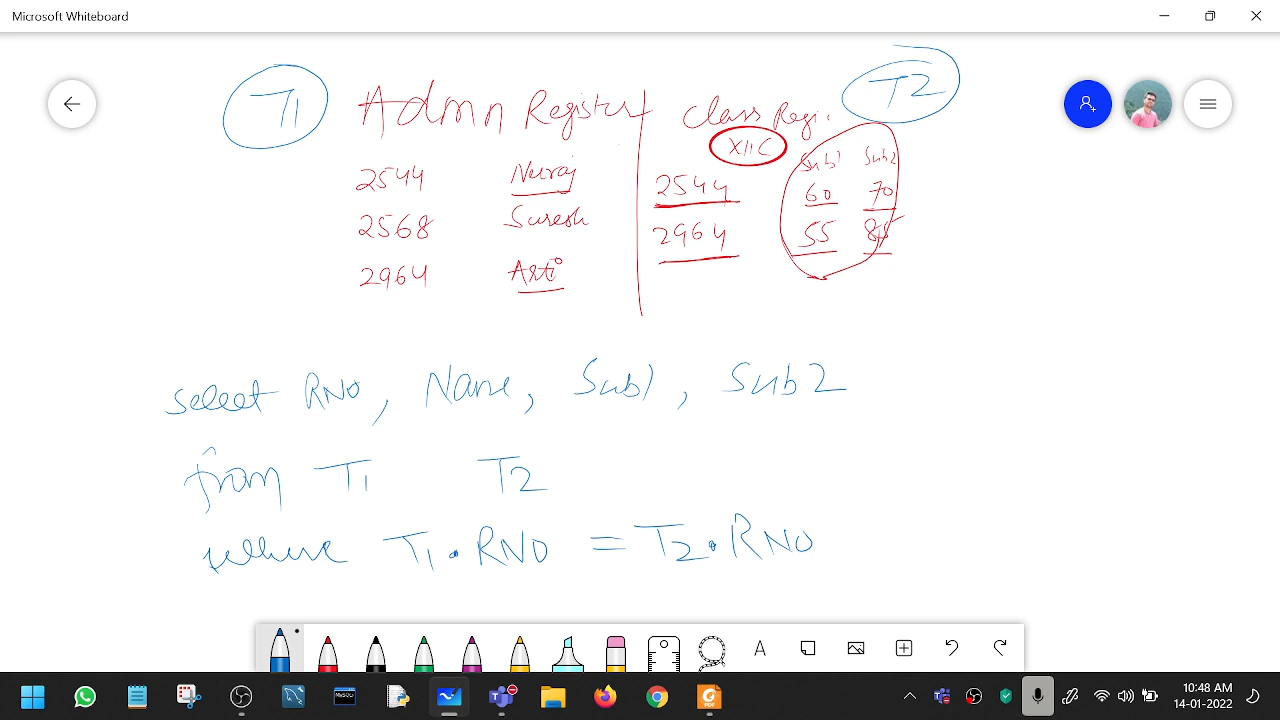 Microsoft Whiteboard
T1 Admn Register Class Regi. T2
XII C Sub1 Sub2
2544 Nuraj 2544 60 70
2568 Suresh 2964 55
2964 Arti
select RNO, Name, Sub1, Sub2
from T1 T2
where T1.RNO = T2.RNO
A
10:48 AM
14-01-2022